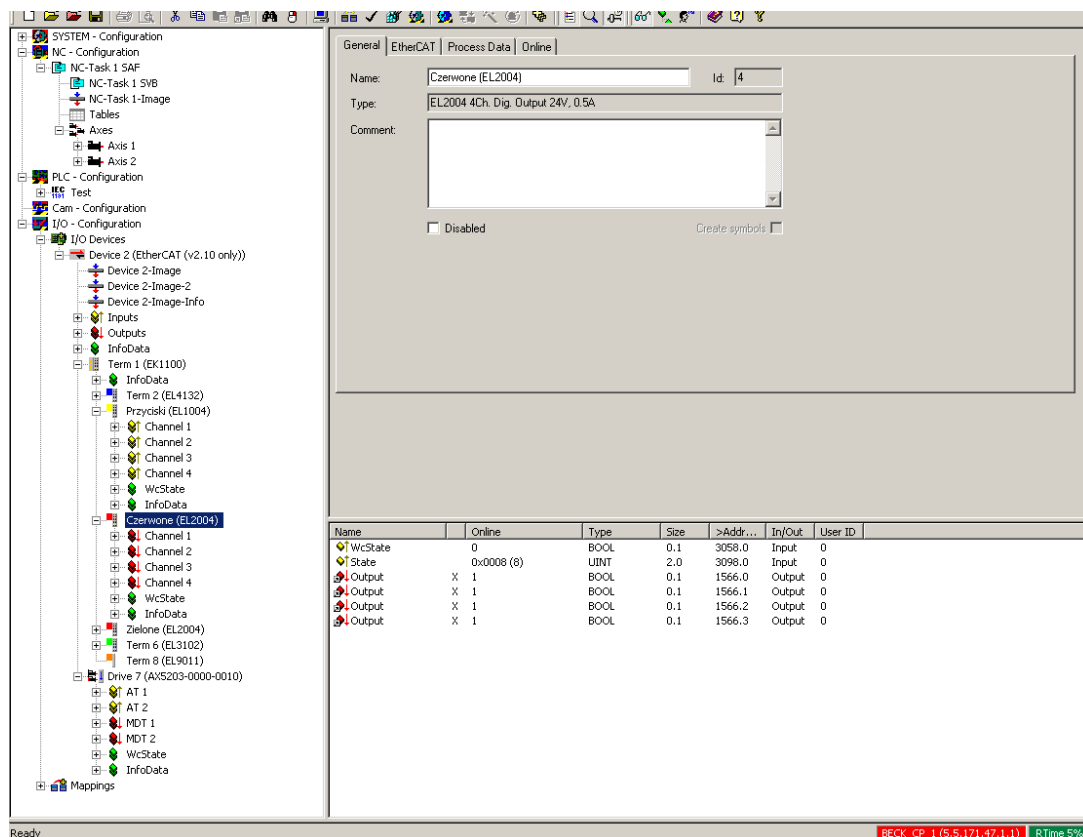 SYSTEM - Configuration
NC - Configuration
NC-Task 1 SAF
NC-Task 1 SVB
NC-Task 1-Image
Tables
Axes
Axis 1
Axis 2
PLC - Configuration
IEC 1131 Test
Cam - Configuration
I/O - Configuration
I/O Devices
Device 2 (EtherCAT (v2.10 only))
Device 2-Image
Device 2-Image-2
Device 2-Image-Info
Inputs
Outputs
InfoData
Term 1 (EK1100)
InfoData
Term 2 (EL4132)
Przyciski (EL1004)
Channel 1
Channel 2
Channel 3
Channel 4
WcState
InfoData
Czerwone (EL2004)
Channel 1
Channel 2
Channel 3
Channel 4
WcState
InfoData
Zielone (EL2004)
Term 6 (EL3102)
Term 8 (EL9011)
Drive 7 (AX5203-0000-0010)
AT 1
AT 2
MDT 1
MDT 2
WcState
InfoData
Mappings
General EtherCAT Process Data Online
Name: Czerwone (EL2004) Id: 4
Type: EL2004 4Ch. Dig. Output 24V, 0.5A
Comment:
Disabled Create symbols
Name Online Type Size >Addr... In/Out User ID
WcState 0 BOOL 0.1 3058.0 Input 0
State 0x0008 (8) UINT 2.0 3098.0 Input 0
Output X 1 BOOL 0.1 1566.0 Output 0
Output X 1 BOOL 0.1 1566.1 Output 0
Output X 1 BOOL 0.1 1566.2 Output 0
Output X 1 BOOL 0.1 1566.3 Output 0
Ready BECK_CP_1 (5.5.171.47.1.1) RTime 5%